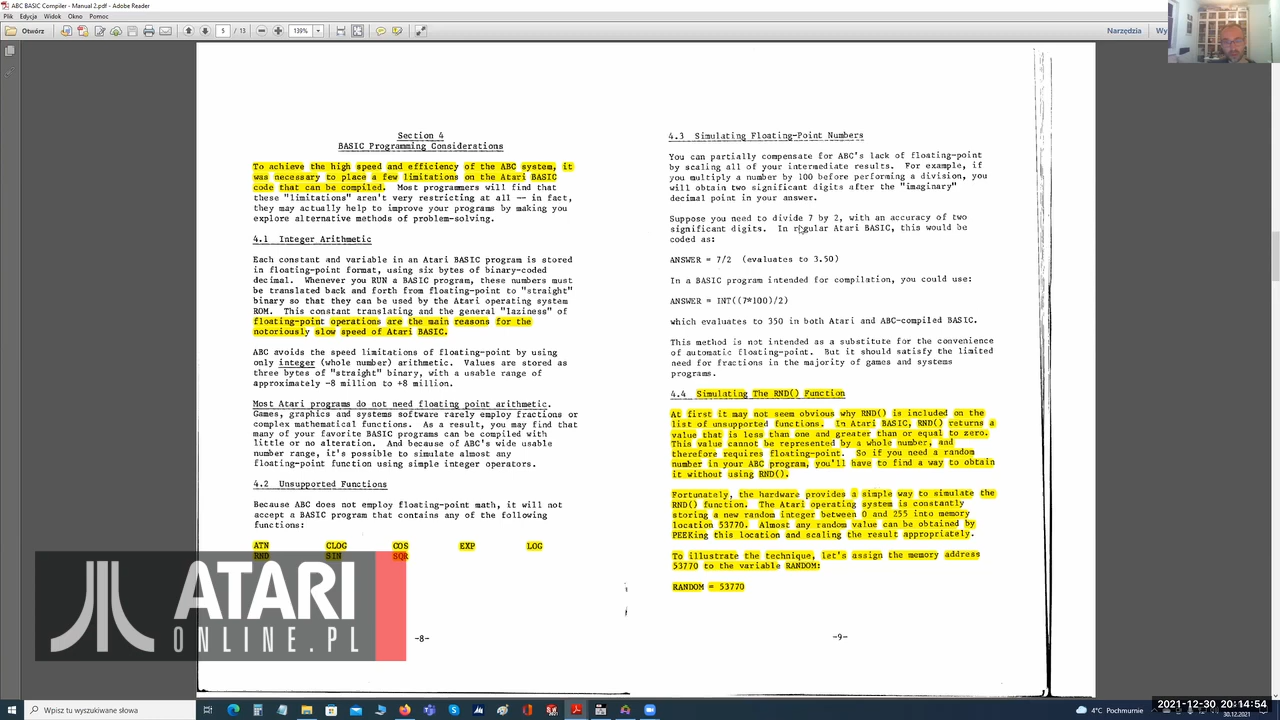 ABC BASIC Compiler - Manual 2.pdf - Adobe Reader
Plik Edycja Widok Okno Pomoc
Otwórz
5 / 13
139%
Narzędzia
Section 4
BASIC Programming Considerations
To achieve the high speed and efficiency of the ABC system, it
was necessary to place a few limitations on the Atari BASIC
code that can be compiled. Most programmers will find that
these "limitations" aren't very restricting at all -- in fact,
they may actually help to improve your programs by making you
explore alternative methods of problem-solving.
4.1 Integer Arithmetic
Each constant and variable in an Atari BASIC program is stored
in floating-point format, using six bytes of binary-coded
decimal. Whenever you RUN a BASIC program, these numbers must
be translated back and forth from floating-point to "straight"
binary so that they can be used by the Atari operating system
ROM. This constant translating and the general "laziness" of
floating-point operations are the main reasons for the
notoriously slow speed of Atari BASIC.
ABC avoids the speed limitations of floating-point by using
only integer (whole number) arithmetic. Values are stored as
three bytes of "straight" binary, with a usable range of
approximately -8 million to +8 million.
Most Atari programs do not need floating point arithmetic.
Games, graphics and systems software rarely employ fractions or
complex mathematical functions. As a result, you may find that
many of your favorite BASIC programs can be compiled with
little or no alteration. And because of ABC's wide usable
number range, it's possible to simulate almost any
floating-point function using simple integer operators.
4.2 Unsupported Functions
Because ABC does not employ floating-point math, it will not
accept a BASIC program that contains any of the following
functions:
ATN CLOG COS EXP LOG
RND SIN SQR
-8-
4.3 Simulating Floating-Point Numbers
You can partially compensate for ABC's lack of floating-point
by scaling all of your intermediate results. For example, if
you multiply a number by 100 before performing a division, you
will obtain two significant digits after the "imaginary"
decimal point in your answer.
Suppose you need to divide 7 by 2, with an accuracy of two
significant digits. In regular Atari BASIC, this would be
coded as:
ANSWER = 7/2 (evaluates to 3.50)
In a BASIC program intended for compilation, you could use:
ANSWER = INT((7*100)/2)
which evaluates to 350 in both Atari and ABC-compiled BASIC.
This method is not intended as a substitute for the convenience
of automatic floating-point. But it should satisfy the limited
need for fractions in the majority of games and systems
programs.
4.4 Simulating The RND() Function
At first it may not seem obvious why RND() is included on the
list of unsupported functions. In Atari BASIC, RND() returns a
value that is less than one and greater than or equal to zero.
This value cannot be represented by a whole number, and
therefore requires floating-point. So if you need a random
number in your ABC program, you'll have to find a way to obtain
it without using RND().
Fortunately, the hardware provides a simple way to simulate the
RND() function. The Atari operating system is constantly
storing a new random integer between 0 and 255 into memory
location 53770. Almost any random value can be obtained by
PEEKing this location and scaling the result appropriately.
To illustrate the technique, let's assign the memory address
53770 to the variable RANDOM:
RANDOM = 53770
-9-
ATARI
ONLINE.PL
Wpisz tu wyszukiwane słowa
4°C Pochmurnie
2021-12-30 20:14:54
30.12.2021